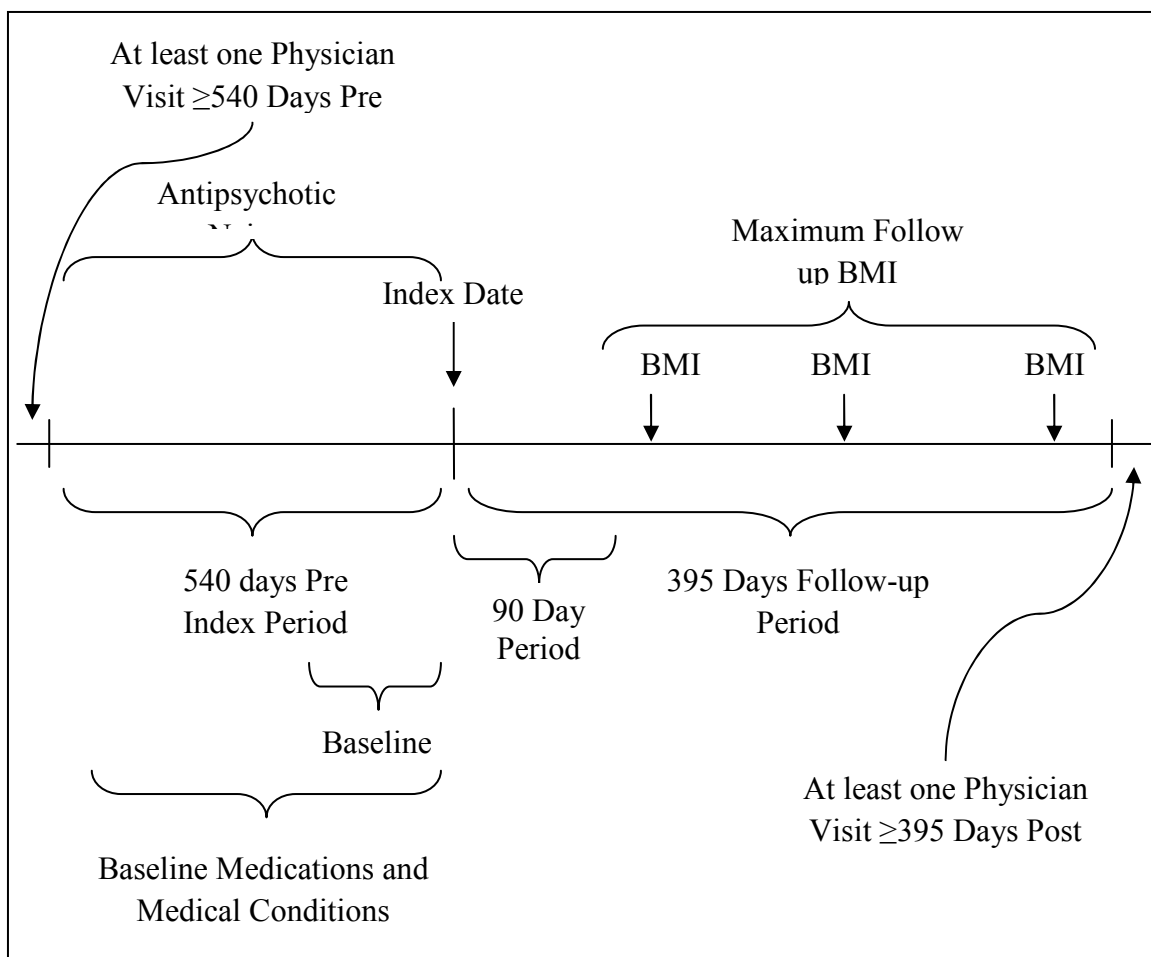 At least one Physician
Visit ≥540 Days Pre
Antipsychotic
Maximum Follow
up BMI
Index Date
BMI
BMI
BMI
540 days Pre
Index Period
90 Day
Period
395 Days Follow-up
Period
Baseline
At least one Physician
Visit ≥395 Days Post
Baseline Medications and
Medical Conditions